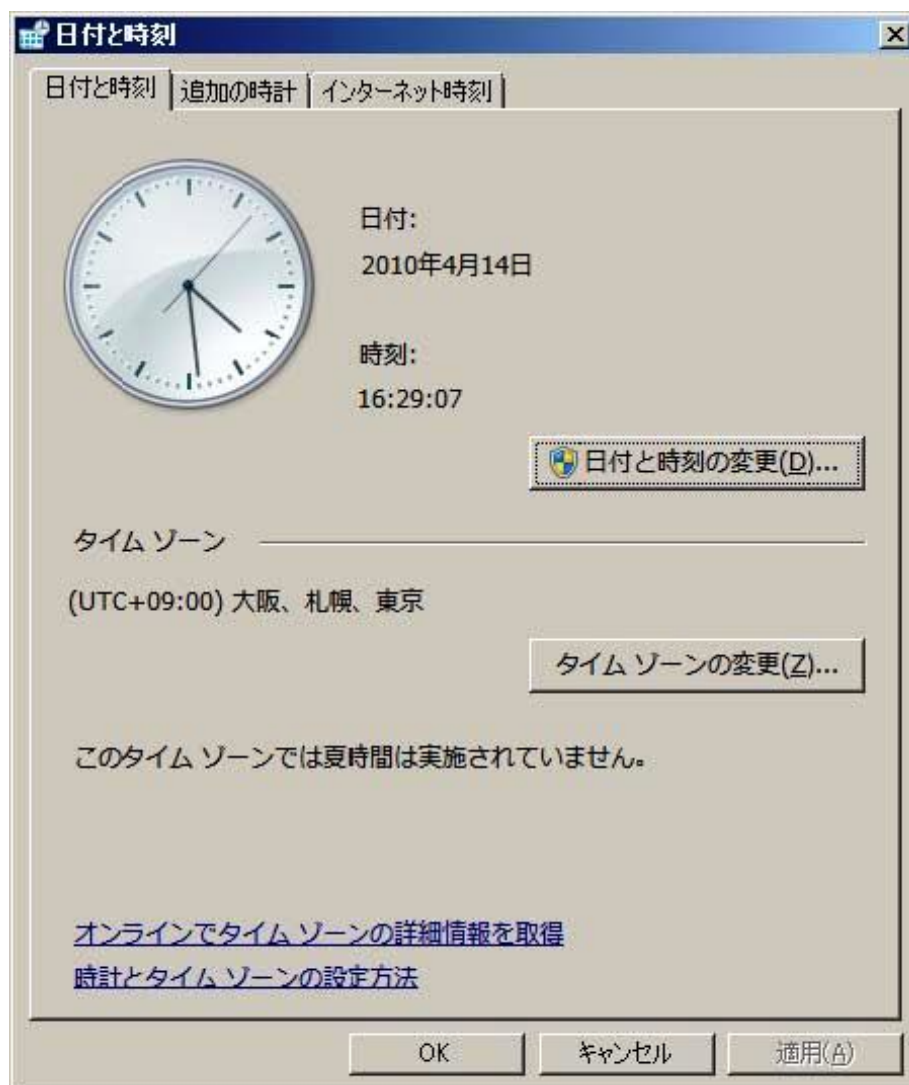 日付と時刻
日付と時刻 追加の時計 インターネット時刻
日付:
2010年4月14日
時刻:
16:29:07
日付と時刻の変更(D)...
タイム ゾーン
(UTC+09:00) 大阪、札幌、東京
タイム ゾーンの変更(Z)...
このタイム ゾーンでは夏時間は実施されていません。
オンラインでタイム ゾーンの詳細情報を取得
時計とタイム ゾーンの設定方法
OK キャンセル 適用(A)